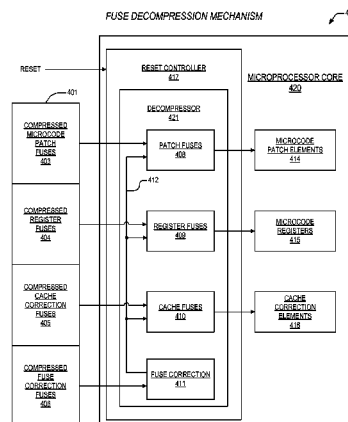 FUSE DECOMPRESSION MECHANISM
4
RESET
401
RESET CONTROLLER
417
MICROPROCESSOR CORE
420
DECOMPRESSOR
421
COMPRESSED
MICROCODE
PATCH
FUSES
403
PATCH FUSES
408
MICROCODE
PATCH ELEMENTS
414
412
COMPRESSED
REGISTER
FUSES
404
REGISTER FUSES
409
MICROCODE
REGISTERS
415
COMPRESSED
CACHE
CORRECTION
FUSES
405
CACHE FUSES
410
CACHE
CORRECTION
ELEMENTS
416
COMPRESSED
FUSE
CORRECTION
FUSES
406
FUSE CORRECTION
411